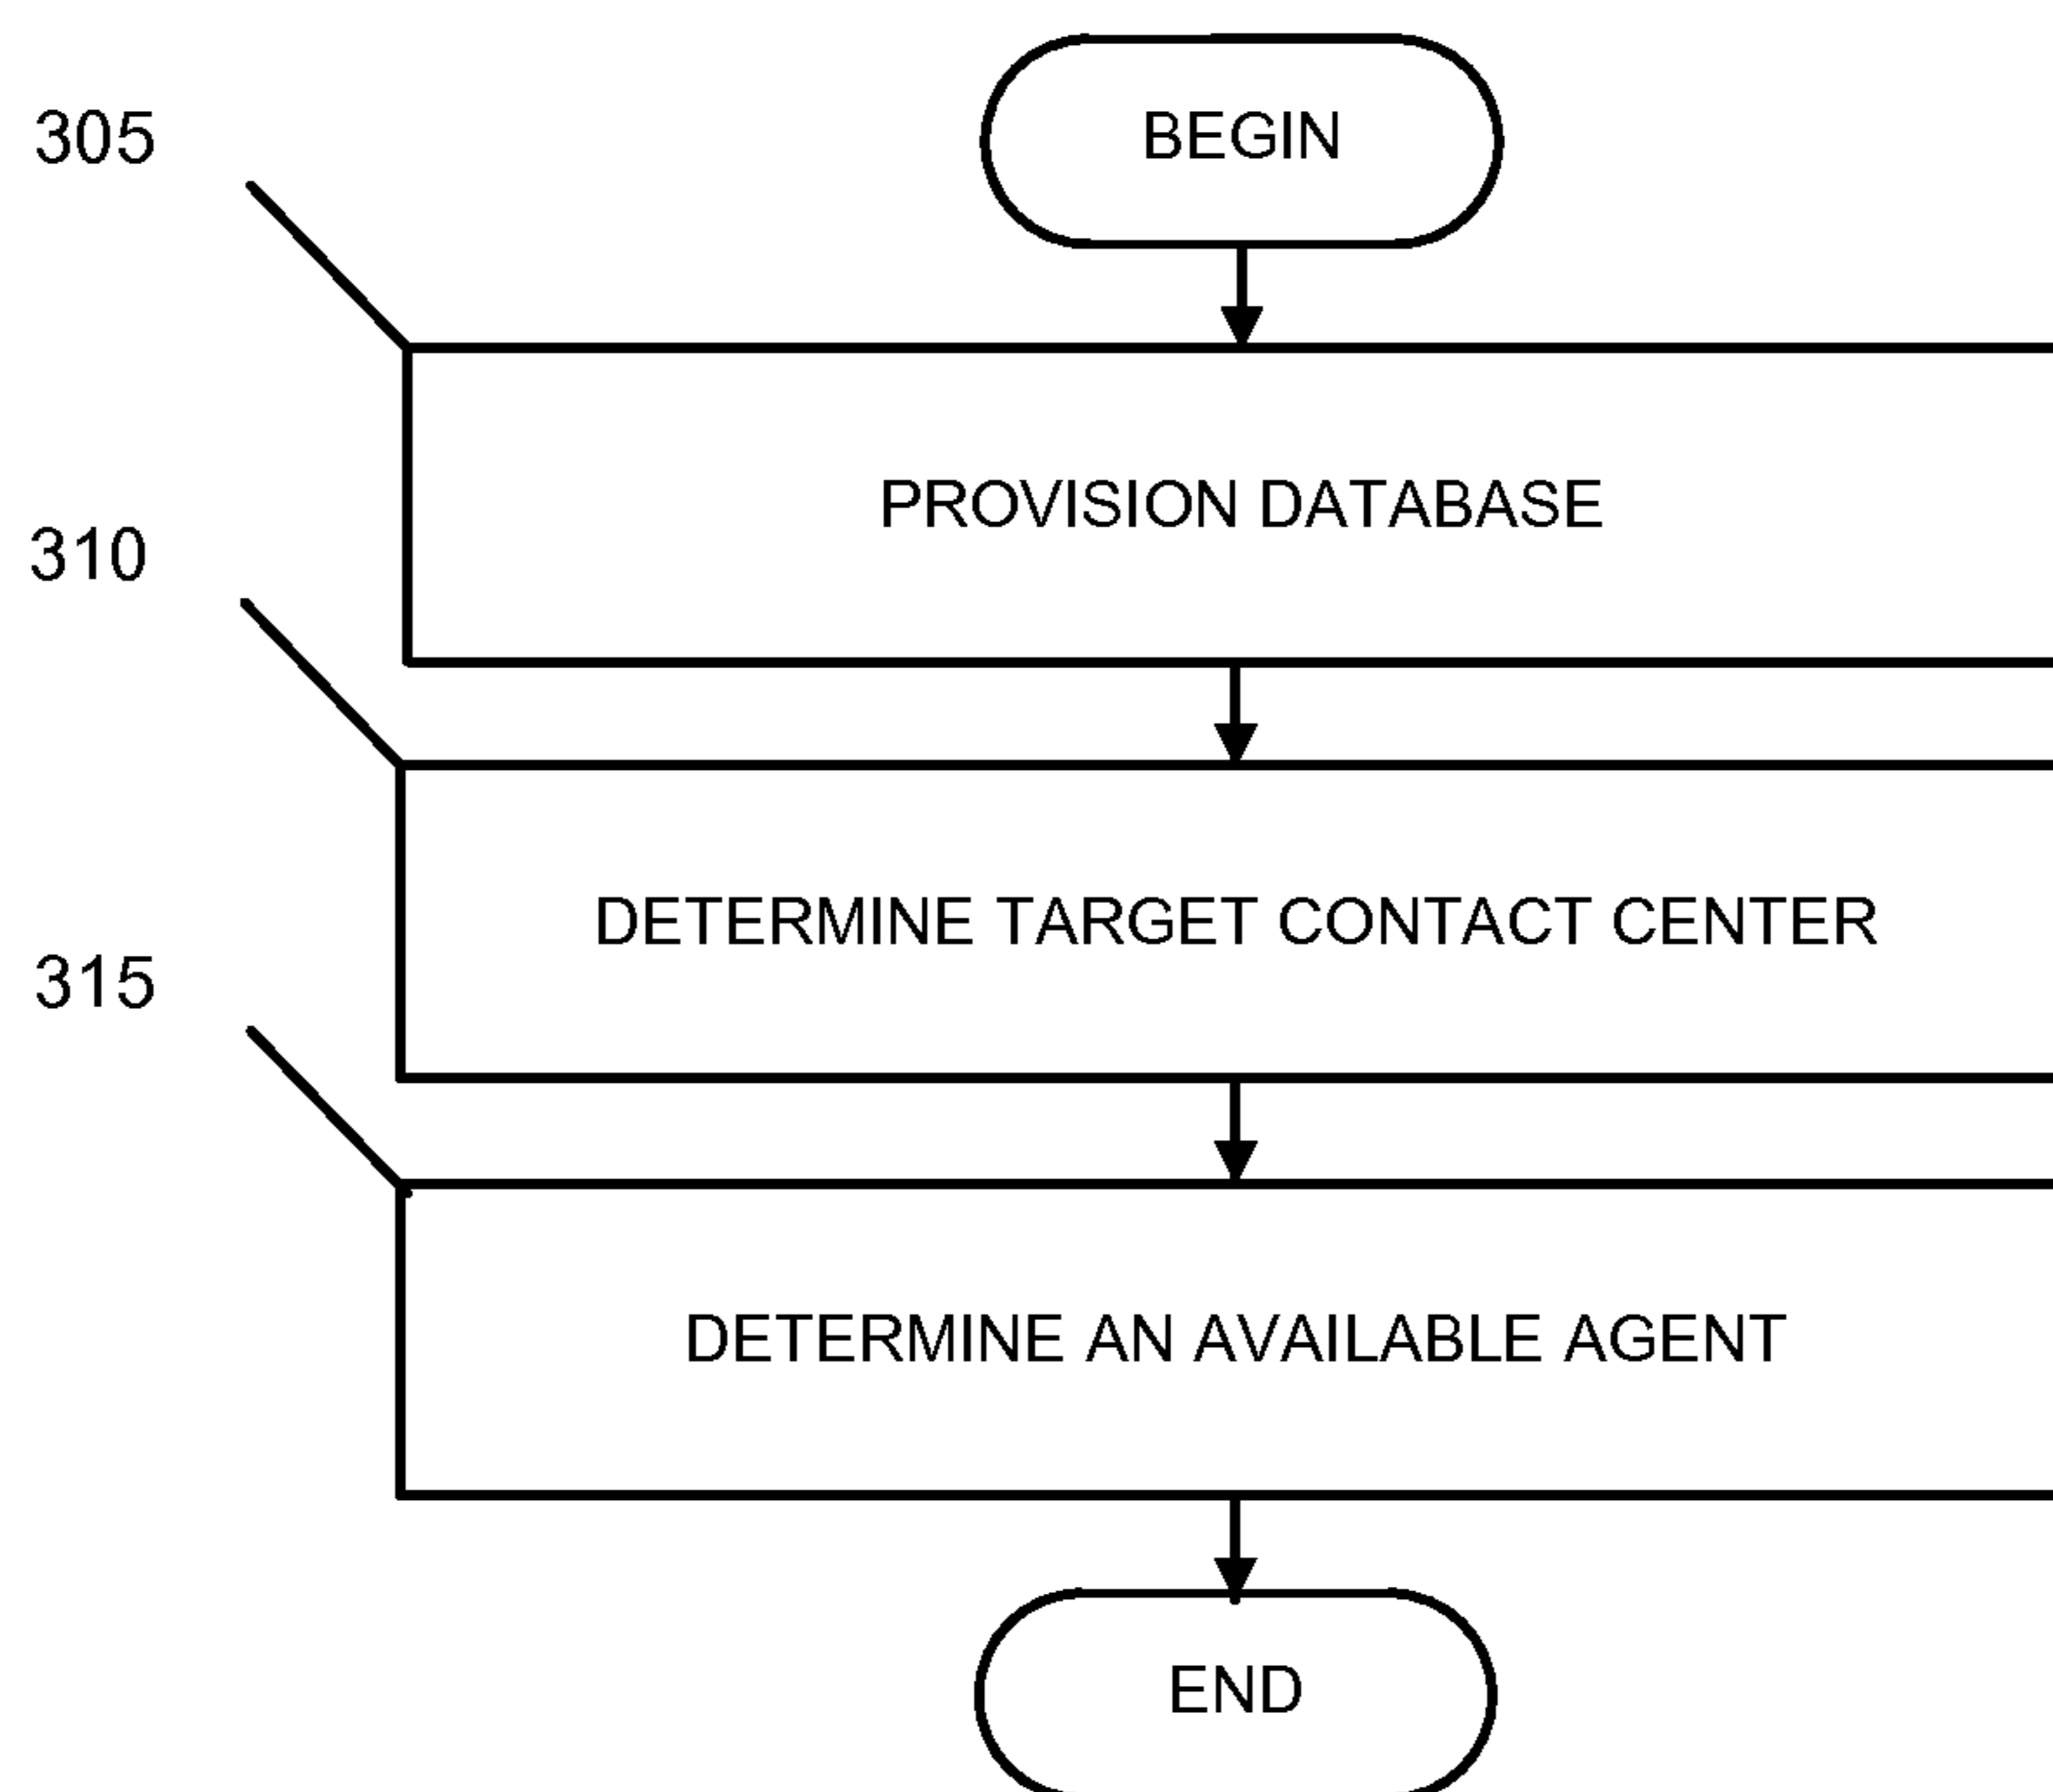 BEGIN
305
PROVISION DATABASE
310
DETERMINE TARGET CONTACT CENTER
315
DETERMINE AN AVAILABLE AGENT
END